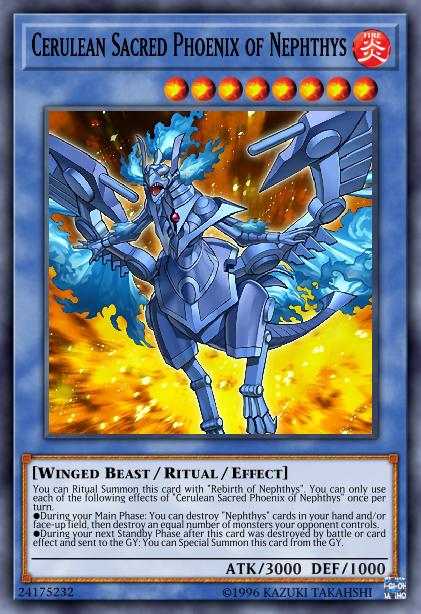 Cerulean Sacred Phoenix of Nephthys
FIRE
炎
[Winged Beast / Ritual / Effect]
You can Ritual Summon this card with "Rebirth of Nephthys". You can only use
each of the following effects of "Cerulean Sacred Phoenix of Nephthys" once per
turn.
●During your Main Phase: You can destroy "Nephthys" cards in your hand and/or
face-up field, then destroy an equal number of monsters your opponent controls.
●During your next Standby Phase after this card was destroyed by battle or card
effect and sent to the GY: You can Special Summon this card from the GY.
ATK/3000 DEF/1000
24175232
©1996 KAZUKI TAKAHSHI